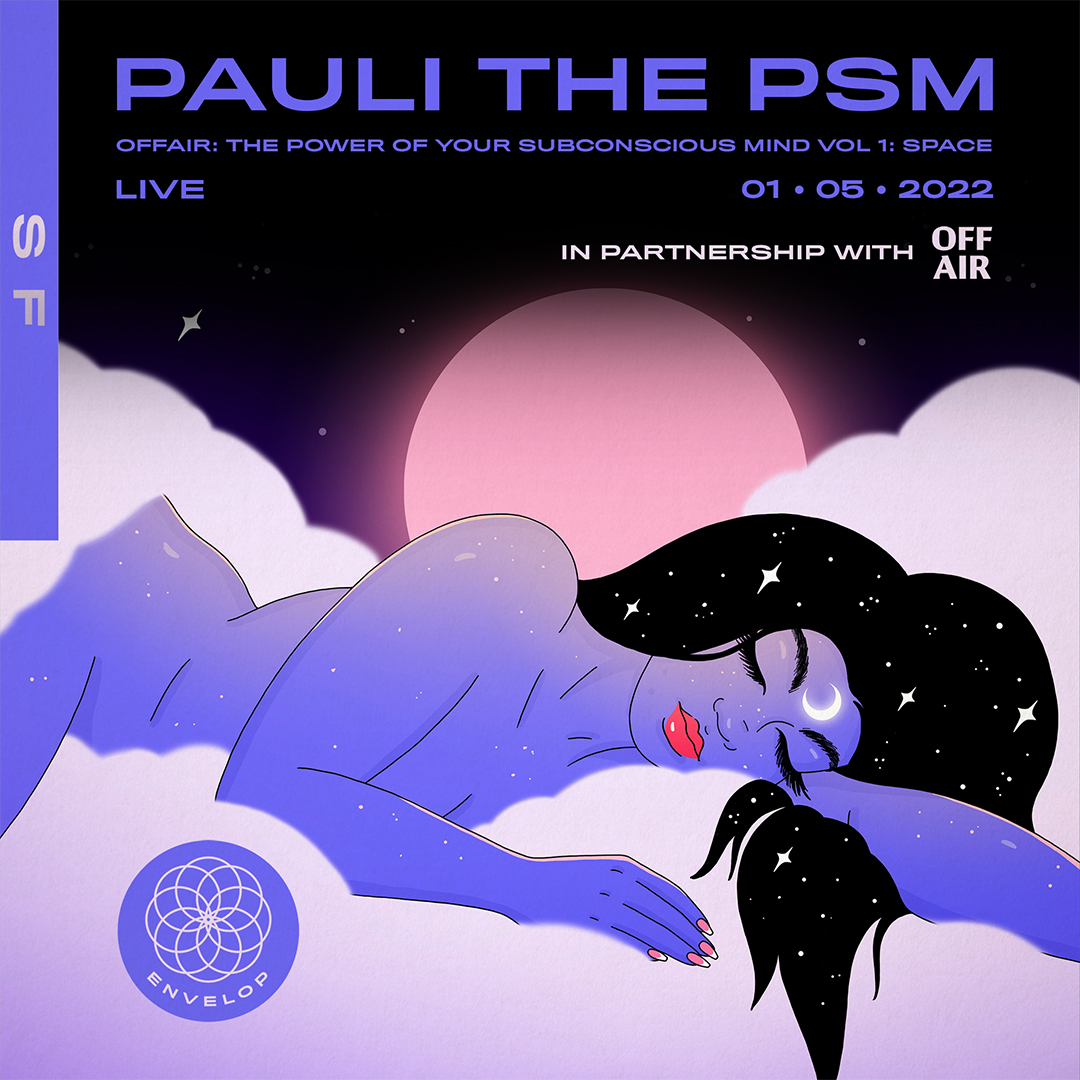 PAULI THE PSM
OFFAIR: THE POWER OF YOUR SUBCONSCIOUS MIND VOL 1: SPACE
LIVE
01 • 05 • 2022
IN PARTNERSHIP WITH
OFF
AIR
SF
ENVELOP